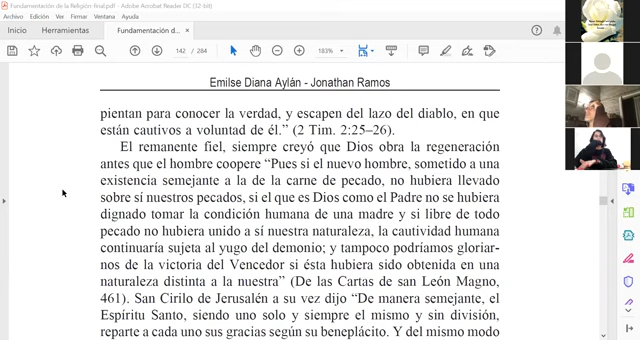 Fundamentación de la Religión final.pdf - Adobe Acrobat Reader DC (32-bit)
Archivo Edición Ver Firmar Ventana Ayuda
Inicio Herramientas Fundamentación d...
142 / 284 183%
Emilse Diana Aylàn - Jonathan Ramos
pientan para conocer la verdad, y escapen del lazo del diablo, en que
están cautivos a voluntad de él.” (2 Tim. 2:25–26).
El remanente fiel, siempre creyó que Dios obra la regeneración
antes que el hombre coopere “Pues si el nuevo hombre, sometido a una
existencia semejante a la de la carne de pecado, no hubiera llevado
sobre sí nuestros pecados, si el que es Dios como el Padre no se hubiera
dignado tomar la condición humana de una madre y si libre de todo
pecado no hubiera unido a sí nuestra naturaleza, la cautividad humana
continuaría sujeta al yugo del demonio; y tampoco podríamos gloriar-
nos de la victoria del Vencedor si ésta hubiera sido obtenida en una
naturaleza distinta a la nuestra” (De las Cartas de san León Magno,
461). San Cirilo de Jerusalén a su vez dijo “De manera semejante, el
Espíritu Santo, siendo uno solo y siempre el mismo y sin división,
reparte a cada uno sus gracias según su beneplácito. Y del mismo modo